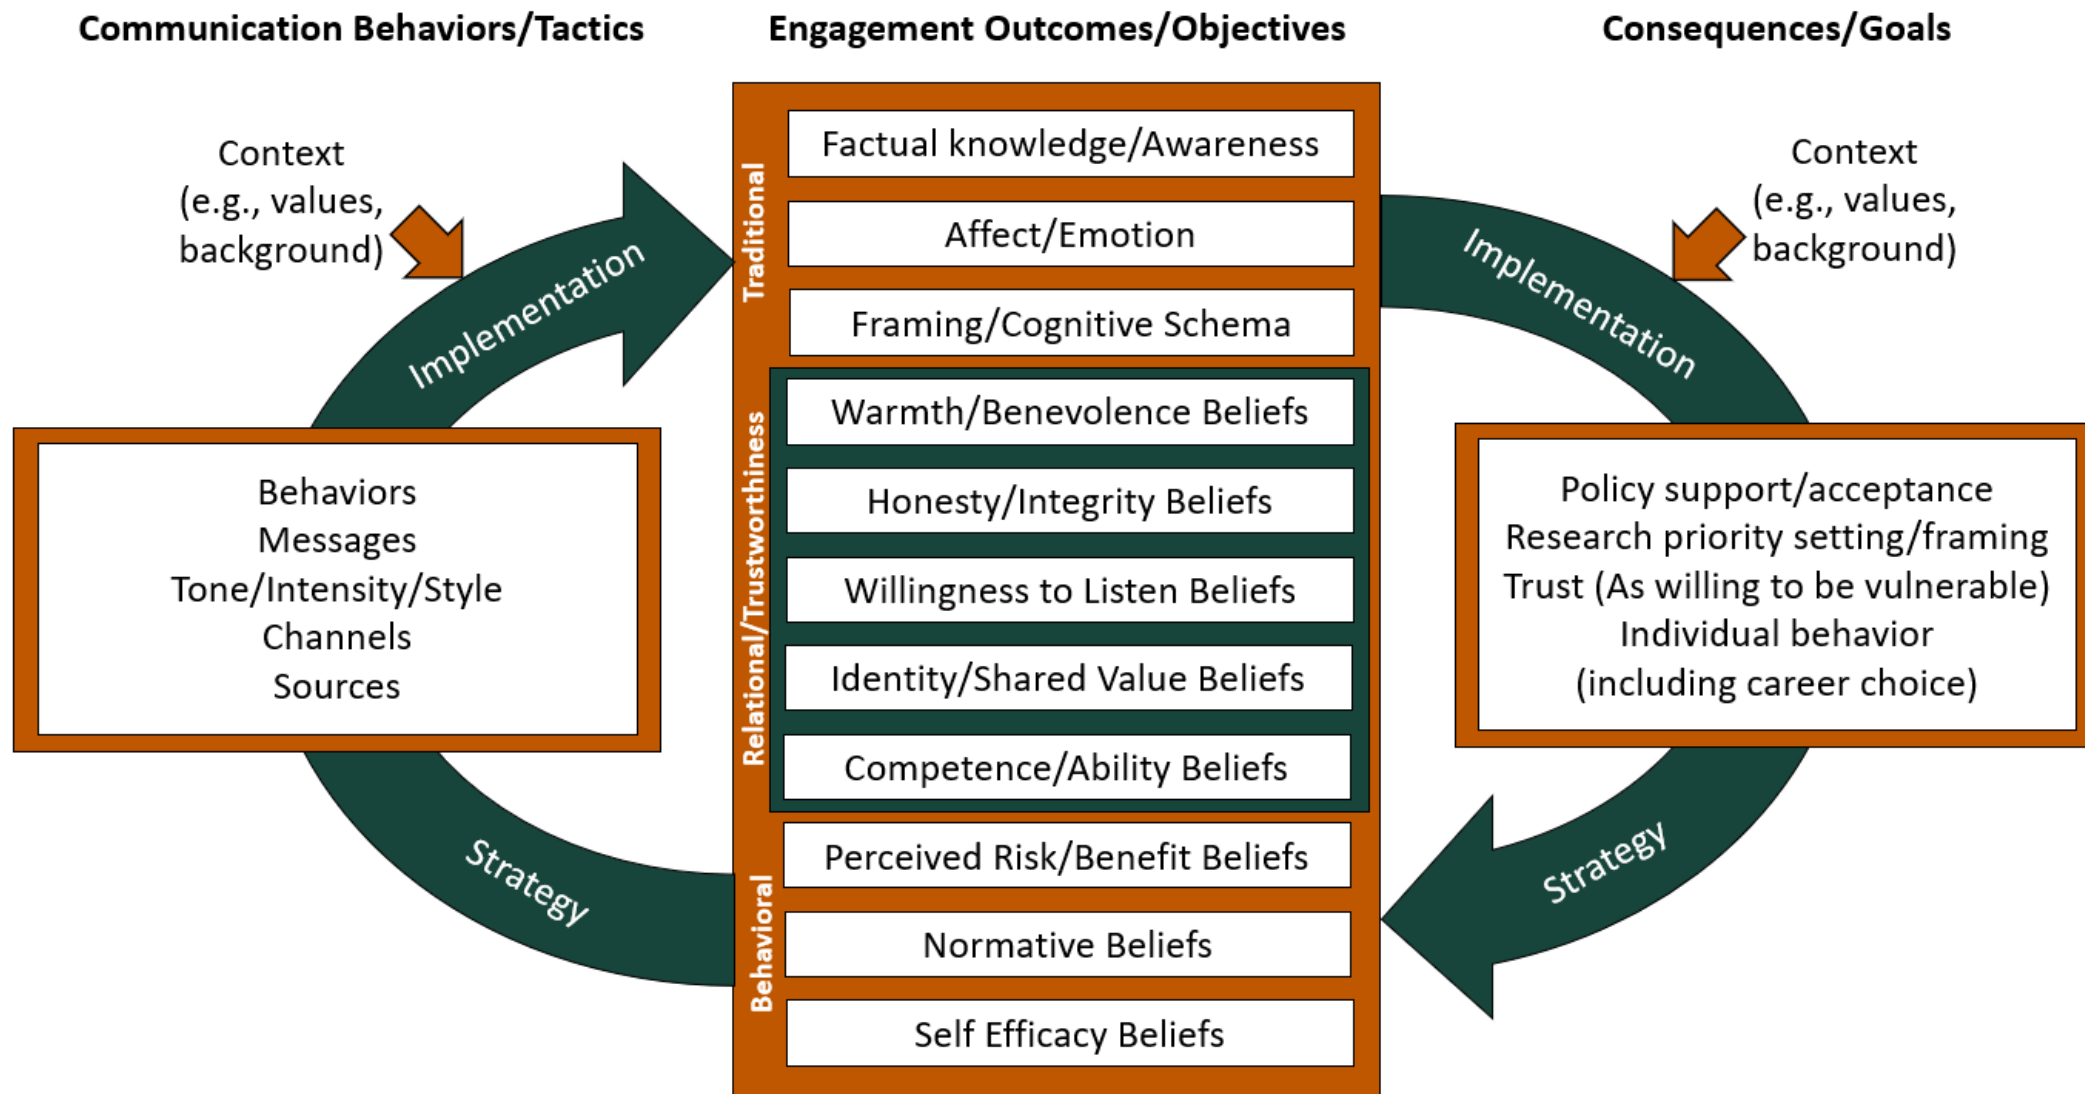 Communication Behaviors/Tactics
Engagement Outcomes/Objectives
Consequences/Goals
Context
(e.g., values,
background)
Implementation
Behaviors
Messages
Tone/Intensity/Style
Channels
Sources
Strategy
Traditional
Factual knowledge/Awareness
Affect/Emotion
Framing/Cognitive Schema
Relational/Trustworthiness
Warmth/Benevolence Beliefs
Honesty/Integrity Beliefs
Willingness to Listen Beliefs
Identity/Shared Value Beliefs
Competence/Ability Beliefs
Behavioral
Perceived Risk/Benefit Beliefs
Normative Beliefs
Self Efficacy Beliefs
Context
(e.g., values,
background)
Implementation
Policy support/acceptance
Research priority setting/framing
Trust (As willing to be vulnerable)
Individual behavior
(including career choice)
Strategy